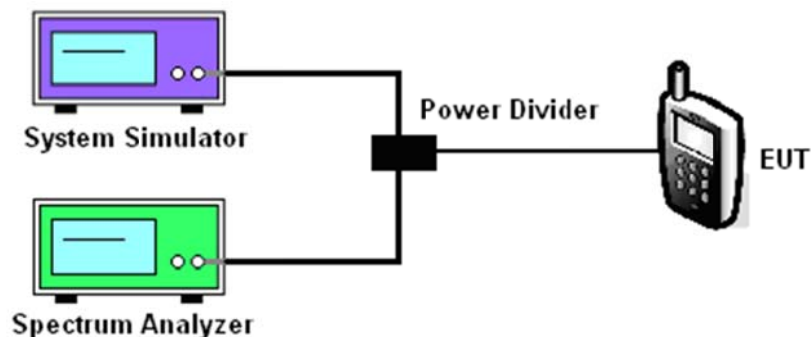 System Simulator
Power Divider
EUT
Spectrum Analyzer